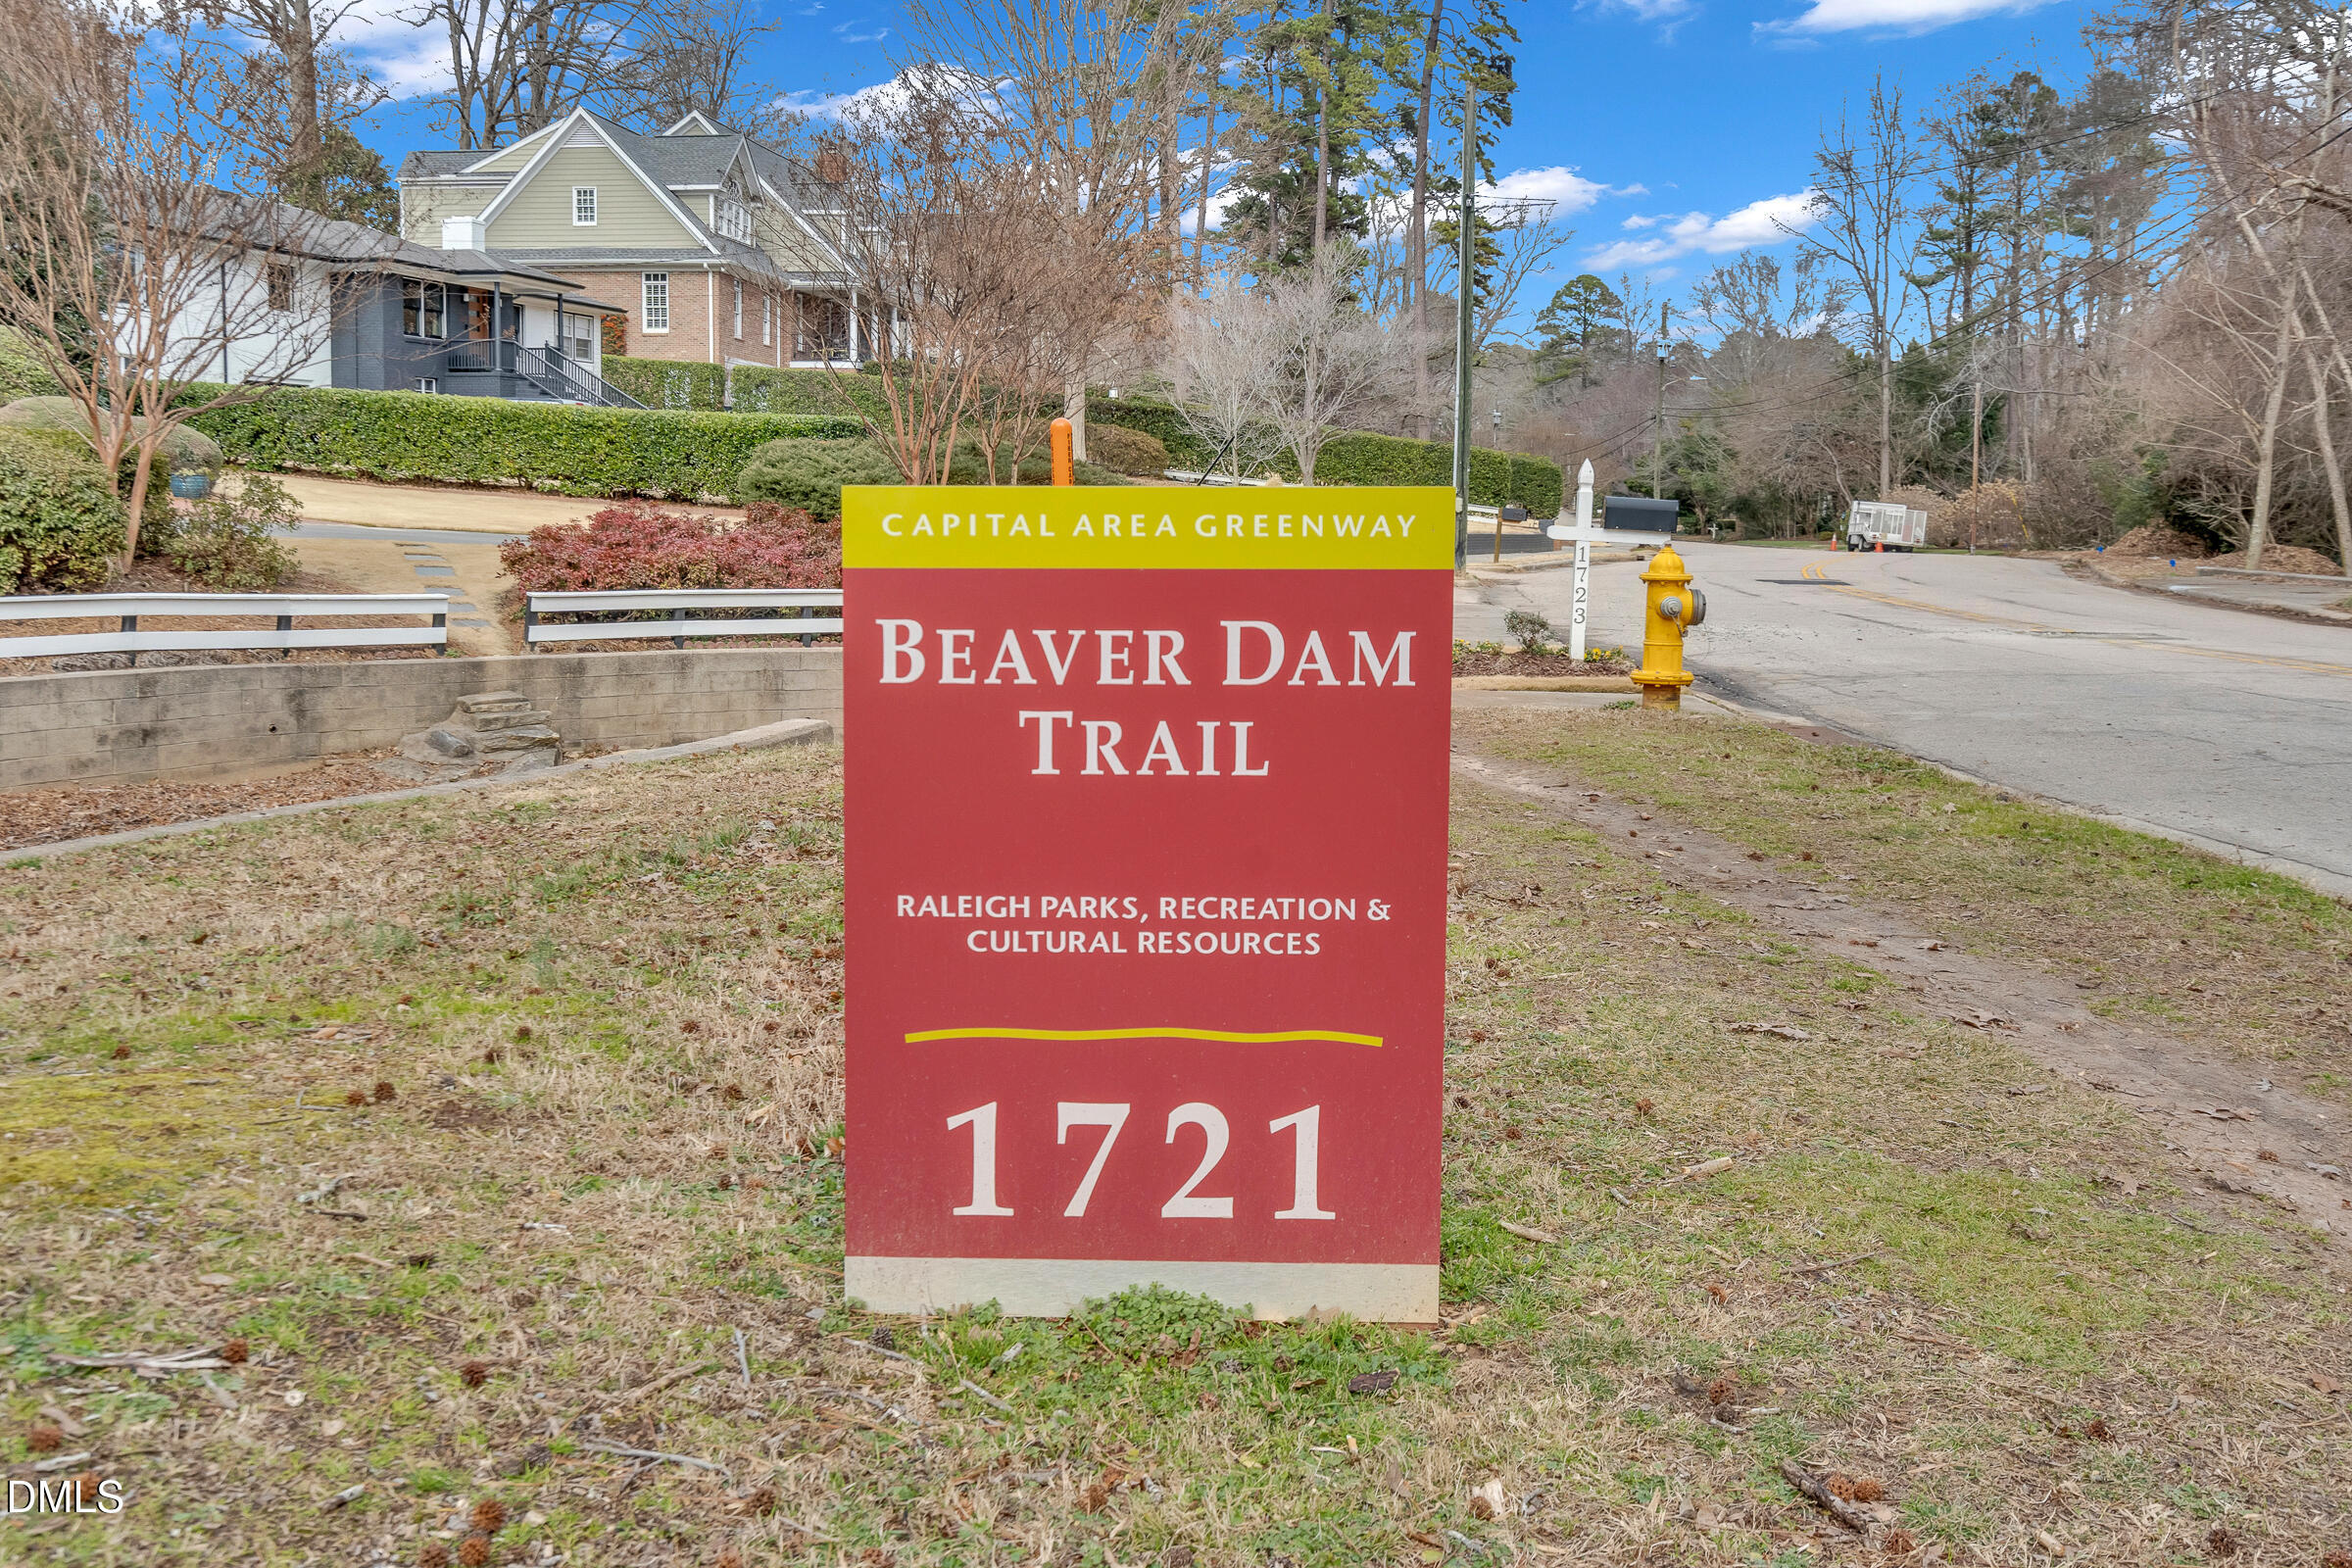 CAPITAL AREA GREENWAY
BEAVER DAM
TRAIL
RALEIGH PARKS, RECREATION &
CULTURAL RESOURCES
1721
1723
DMLS